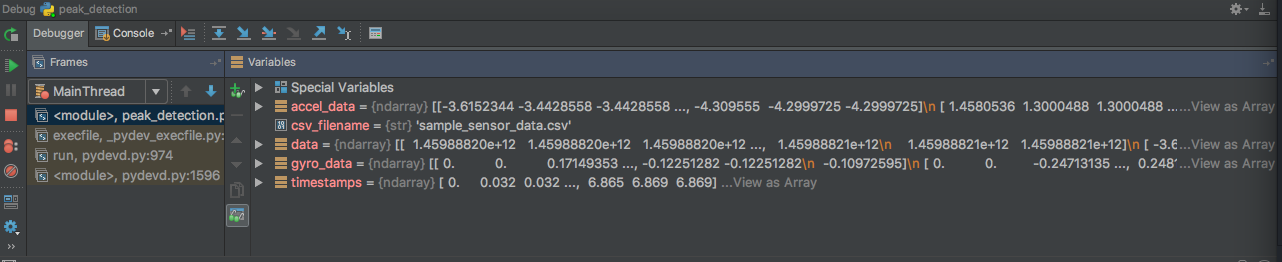 Debug peak_detection
Debugger Console
Frames
Variables
MainThread
<module>, peak_detection.p
execfile, _pydev_execfile.py:
run, pydevd.py:974
<module>, pydevd.py:1596
Special Variables
accel_data = {ndarray} [[-3.6152344 -3.4428558 -3.4428558 ..., -4.309555 -4.2999725 -4.2999725]\n [ 1.4580536 1.3000488 1.3000488 ...…View as Array
csv_filename = {str} 'sample_sensor_data.csv'
data = {ndarray} [[ 1.45988820e+12 1.45988820e+12 1.45988820e+12 ..., 1.45988821e+12\n 1.45988821e+12 1.45988821e+12]\n [ -3.6…View as Array
gyro_data = {ndarray} [[ 0. 0. 0.17149353 ..., -0.12251282 -0.12251282\n -0.10972595]\n [ 0. 0. -0.24713135 ..., 0.248…View as Array
timestamps = {ndarray} [ 0. 0.032 0.032 ..., 6.865 6.869 6.869] ...View as Array